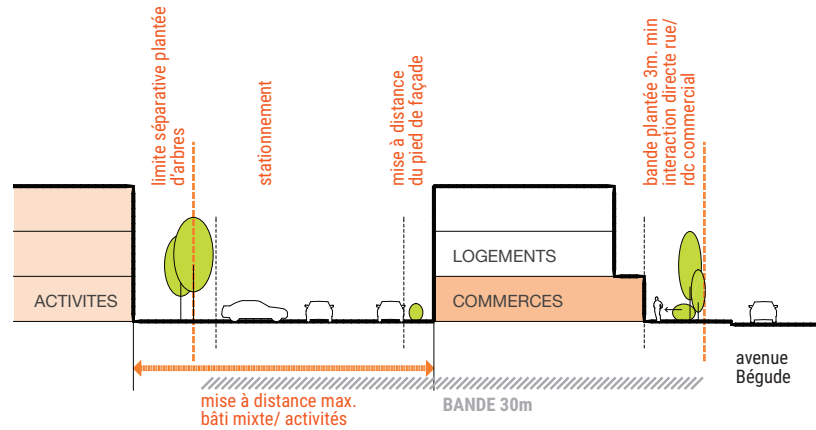 limite séparative plantée
d'arbres
stationnement
mise à distance
du pied de façade
bande plantée 3m. min
interaction directe rue/
rdc commercial
LOGEMENTS
ACTIVITES
COMMERCES
avenue
Bégude
mise à distance max.
bâti mixte/ activités
BANDE 30m